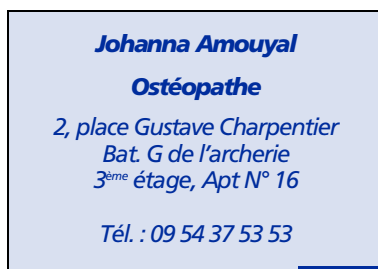 Johanna Amouyal
Ostéopathe
2, place Gustave Charpentier
Bat. G de l'archerie
3ème étage, Apt N° 16
Tél. : 09 54 37 53 53